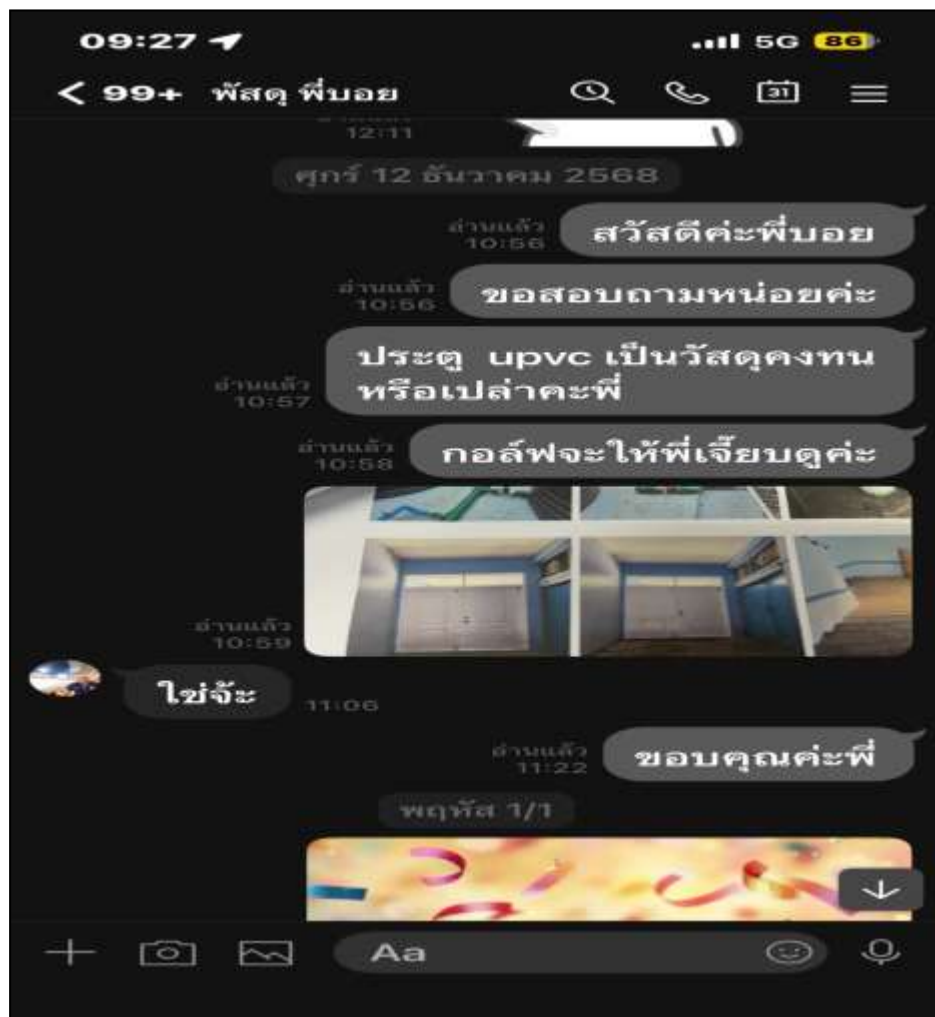 09:27
5G 86
99+ พัสดุ พี่บอย
31
12:11
ศุกร์ 12 ธันวาคม 2568
สวัสดีค่ะพี่บอย
อ่านแล้ว
10:56
ขอสอบถามหน่อยค่ะ
อ่านแล้ว
10:56
ประตู upvc เป็นวัสดุคงทน
หรือเปล่าคะพี่
อ่านแล้ว
10:57
กอล์ฟจะให้พี่เจี๊ยบดูค่ะ
อ่านแล้ว
10:58
อ่านแล้ว
10:59
ใช่จ้ะ
11:06
ขอบคุณค่ะพี่
อ่านแล้ว
11:22
พฤหัส 1/1
Aa